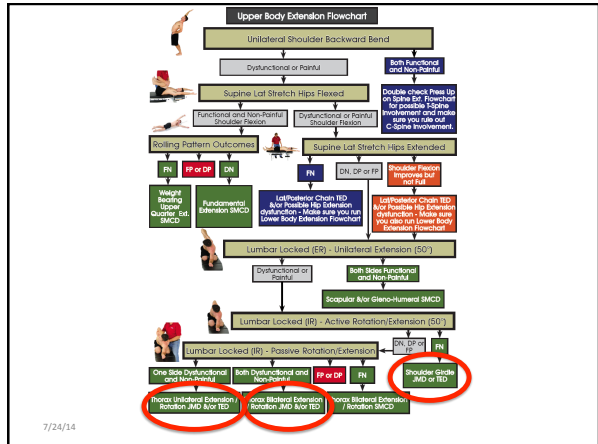 Upper Body Extension Flowchart
Unilateral Shoulder Backward Bend
Dysfunctional or Painful
Both Functional
and Non-Painful
Supine Lat Stretch Hips Flexed
Double check Press Up
on Spine Ext. Flowchart
for possible T-Spine
Involvement and make
sure you rule out
C-Spine Involvement.
Functional and Non-Painful
Shoulder Flexion
Dysfunctional or Painful
Shoulder Flexion
Rolling Pattern Outcomes
Supine Lat Stretch Hips Extended
FN
FP or DP
DN
FN
DN, DP or FP
Shoulder Flexion
Improves but
not Full
Weight
Bearing
Upper
Quarter Ext.
SMCD
Fundamental
Extension SMCD
Lat/Posterior Chain TED
&/or Possible Hip Extension
dysfunction - Make sure you run
Lower Body Extension Flowchart
Lat/Posterior Chain TED
&/or Possible Hip Extension
dysfunction - Make sure
you also run Lower Body
Extension Flowchart
Lumbar Locked (ER) - Unilateral Extension (50°)
Dysfunctional or
Painful
Both Sides Functional
and Non-Painful
Scapular &/or Gleno-Humeral SMCD
Lumbar Locked (IR) - Active Rotation/Extension (50°)
DN, DP or
FP
FN
Lumbar Locked (IR) - Passive Rotation/Extension
Shoulder Girdle
JMD or TED
One Side Dysfunctional
and Non-Painful
Both Dysfunctional and
Non-Painful
FP or DP
FN
Thorax Unilateral Extension/
Rotation JMD &/or TED
Thorax Bilateral Extension
/ Rotation JMD &/or TED
Thorax Bilateral Extension
/ Rotation SMCD
7/24/14